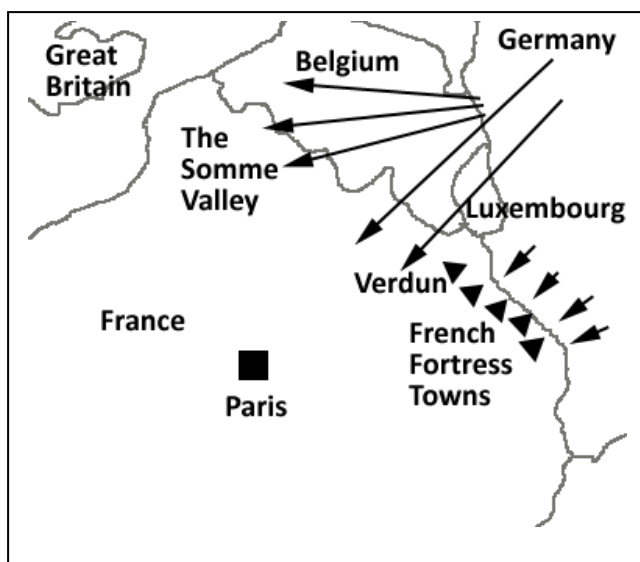 Great
Britain
Belgium
Germany
The
Somme
Valley
Luxembourg
Verdun
France
French
Fortress
Towns
Paris